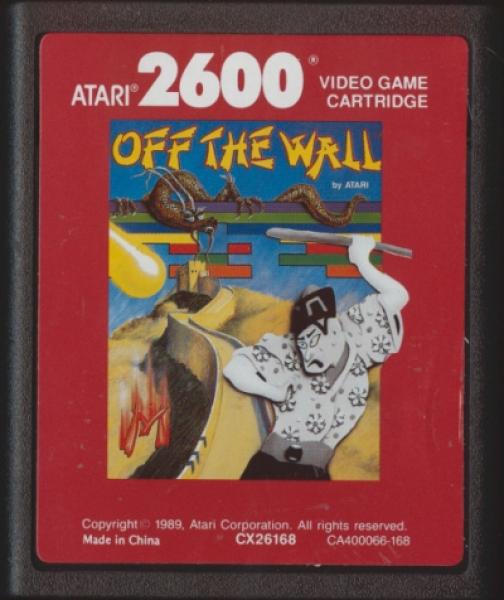 ATARI® 2600® VIDEO GAME
CARTRIDGE
OFF THE WALL
by ATARI
Copyright © 1989, Atari Corporation. All rights reserved.
Made in China CX26168 CA400066-168